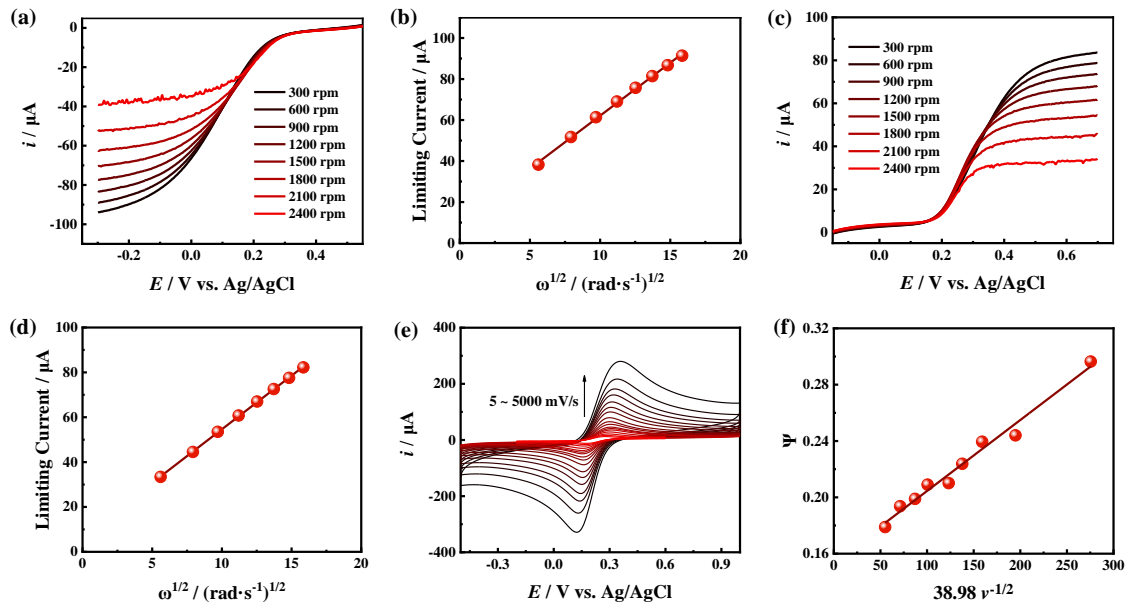 (a)
0
-20
-40
-60
-80
-100
i / μA
300 rpm
600 rpm
900 rpm
1200 rpm
1500 rpm
1800 rpm
2100 rpm
2400 rpm
-0.2
0.0
0.2
0.4
E / V vs. Ag/AgCl
(b)
100
80
60
40
20
0
Limiting Current / μA
0
5
10
15
20
ω1/2 / (rad·s-1)1/2
(c)
80
60
40
20
0
i / μA
300 rpm
600 rpm
900 rpm
1200 rpm
1500 rpm
1800 rpm
2100 rpm
2400 rpm
0.0
0.2
0.4
0.6
E / V vs. Ag/AgCl
(d)
100
80
60
40
20
0
Limiting Current / μA
0
5
10
15
20
ω1/2 / (rad·s-1)1/2
(e)
400
200
0
-200
-400
i / μA
5 ~ 5000 mV/s
-0.3
0.0
0.3
0.6
0.9
E / V vs. Ag/AgCl
(f)
0.32
0.28
0.24
0.20
0.16
Ψ
0
50
100
150
200
250
300
38.98 ν-1/2